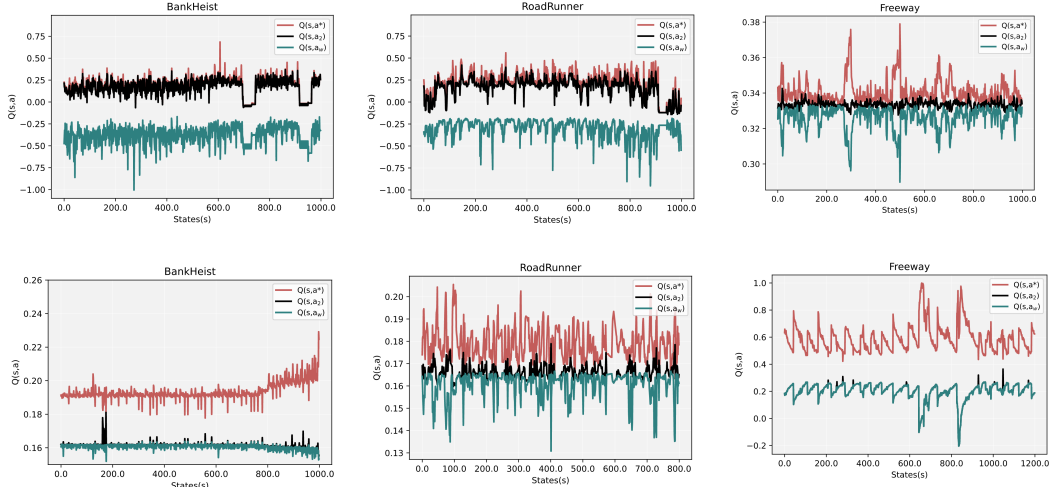 BankHeist
0.75
0.50
0.25
0.00
−0.25
−0.50
−0.75
−1.00
Q(s,a)
Q(s,a*)
Q(s,a2)
Q(s,aw)
0.0 200.0 400.0 600.0 800.0 1000.0
States(s)
RoadRunner
0.75
0.50
0.25
0.00
−0.25
−0.50
−0.75
−1.00
Q(s,a)
Q(s,a*)
Q(s,a2)
Q(s,aw)
0.0 200.0 400.0 600.0 800.0 1000.0
States(s)
Freeway
0.38
0.36
0.34
0.32
0.30
Q(s,a)
Q(s,a*)
Q(s,a2)
Q(s,aw)
0.0 200.0 400.0 600.0 800.0 1000.0
States(s)
BankHeist
0.26
0.24
0.22
0.20
0.18
0.16
Q(s,a)
Q(s,a*)
Q(s,a2)
Q(s,aw)
0.0 200.0 400.0 600.0 800.0 1000.0
States(s)
RoadRunner
0.20
0.19
0.18
0.17
0.16
0.15
0.14
0.13
Q(s,a)
Q(s,a*)
Q(s,a2)
Q(s,aw)
0.0 100.0 200.0 300.0 400.0 500.0 600.0 700.0 800.0
States(s)
Freeway
1.0
0.8
0.6
0.4
0.2
0.0
−0.2
Q(s,a)
Q(s,a*)
Q(s,a2)
Q(s,aw)
0.0 200.0 400.0 600.0 800.0 1000.0 1200.0
States(s)